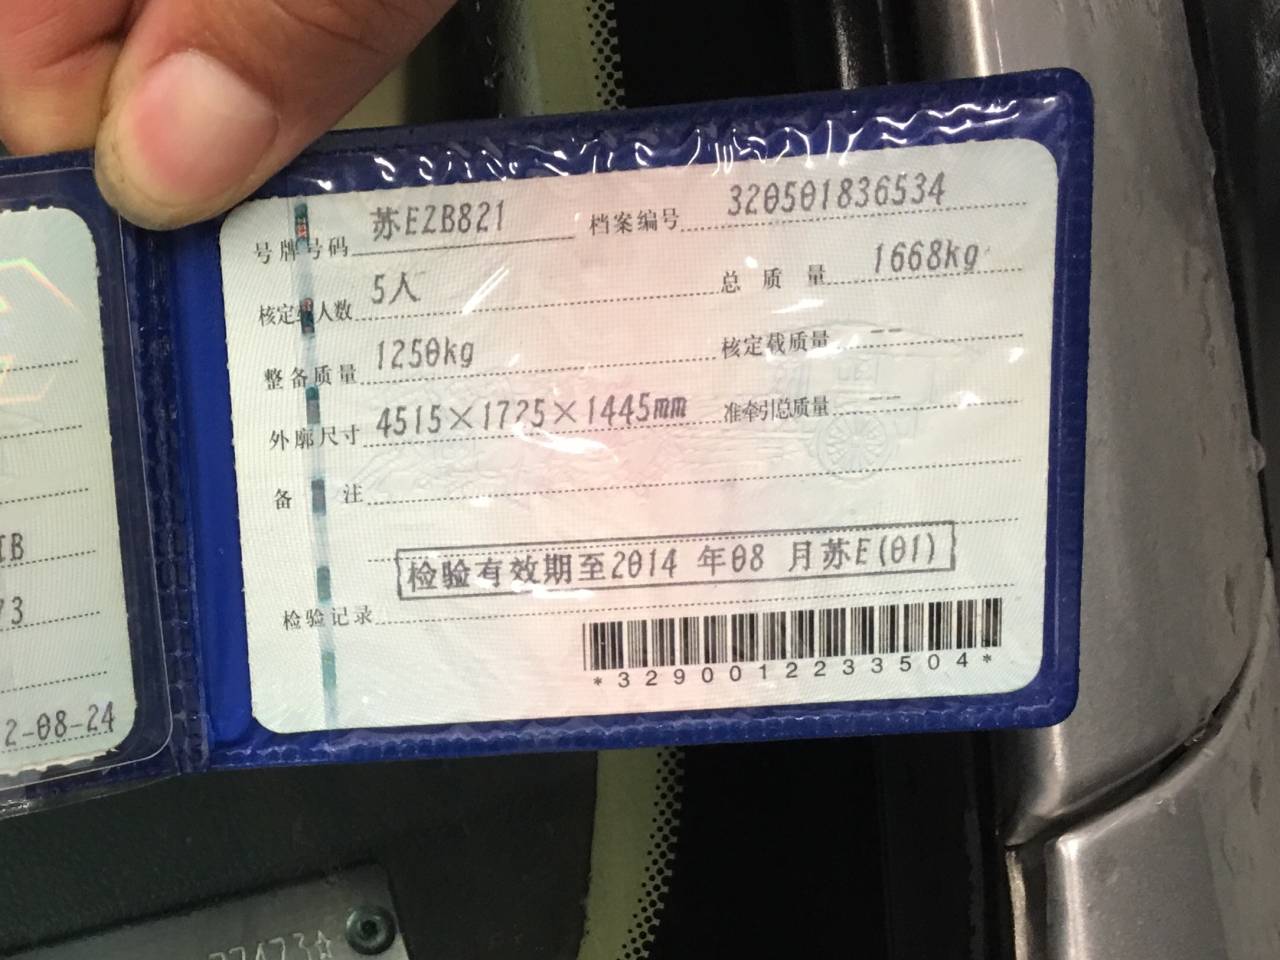 号牌号码 苏EZB821 档案编号 320501836534
核定载人数 5人 总质量 1668kg
整备质量 1250kg 核定载质量 --
外廓尺寸 4515×1725×1445mm 准牵引总质量 --
备注
检验有效期至2014年08月苏E(01)
检验记录
*3290012233504*
IB
73
2-08-24
77473☆